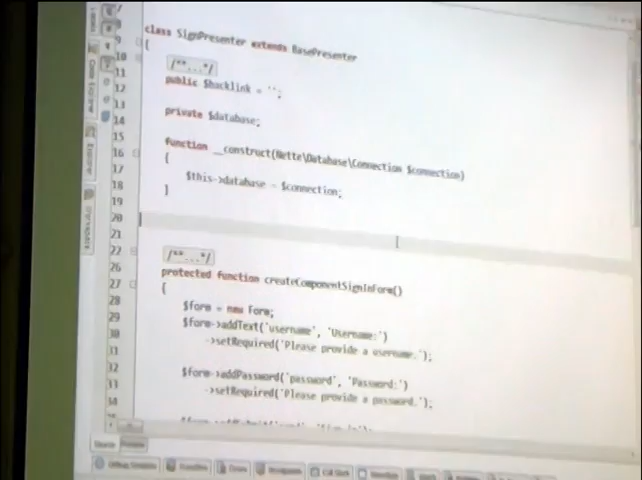 class SignPresenter extends BasePresenter
{
/**...*/
public $backlink = '';
private $database;
function __construct(Nette\Database\Connection $connection)
{
$this->database = $connection;
}
/**...*/
protected function createComponentSignInForm()
{
$form = new Form;
$form->addText('username', 'Username:')
->setRequired('Please provide a username.');
$form->addPassword('password', 'Password:')
->setRequired('Please provide a password.');